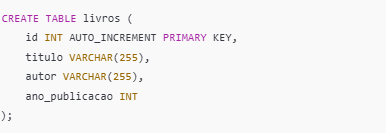 CREATE TABLE livros (
    id INT AUTO_INCREMENT PRIMARY KEY,
    titulo VARCHAR(255),
    autor VARCHAR(255),
    ano_publicacao INT
);